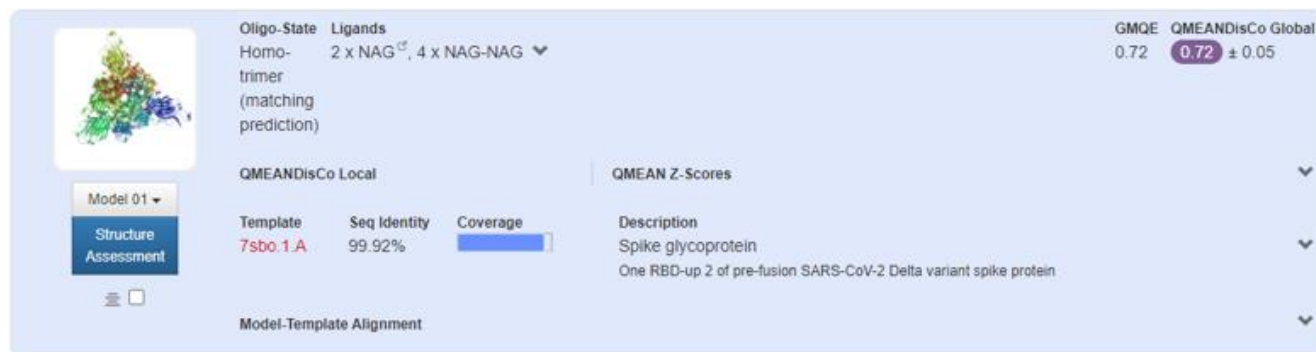 Oligo-State Ligands GMQE QMEANDisCo Global
Homo- 2 x NAG, 4 x NAG-NAG 0.72 0.72 ± 0.05
trimer
(matching
prediction)
QMEANDisCo Local QMEAN Z-Scores
Model 01
Structure
Assessment
Template Seq Identity Coverage Description
7sbo.1.A 99.92% Spike glycoprotein
One RBD-up 2 of pre-fusion SARS-CoV-2 Delta variant spike protein
Model-Template Alignment